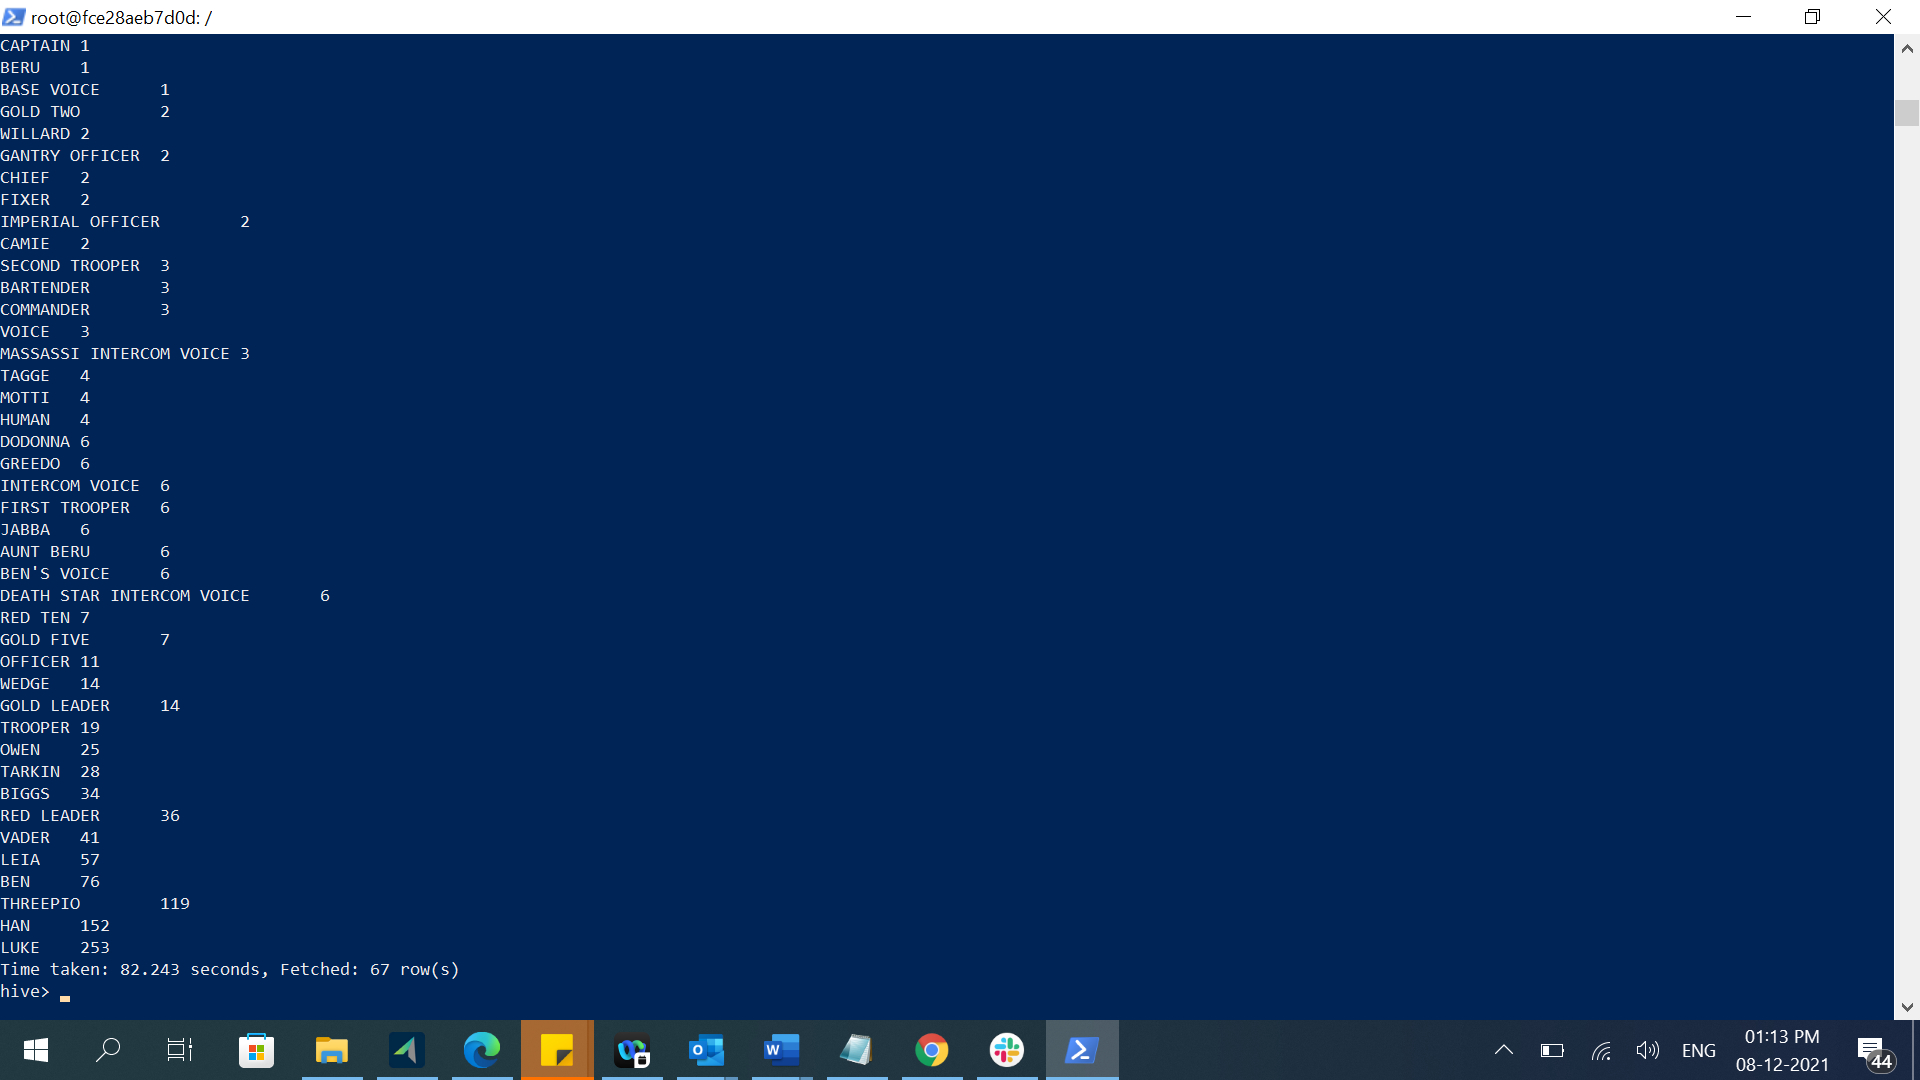 root@fce28aeb7d0d: /
CAPTAIN 1
BERU 1
BASE VOICE 1
GOLD TWO 2
WILLARD 2
GANTRY OFFICER 2
CHIEF 2
FIXER 2
IMPERIAL OFFICER 2
CAMIE 2
SECOND TROOPER 3
BARTENDER 3
COMMANDER 3
VOICE 3
MASSASSI INTERCOM VOICE 3
TAGGE 4
MOTTI 4
HUMAN 4
DODONNA 6
GREEDO 6
INTERCOM VOICE 6
FIRST TROOPER 6
JABBA 6
AUNT BERU 6
BEN'S VOICE 6
DEATH STAR INTERCOM VOICE 6
RED TEN 7
GOLD FIVE 7
OFFICER 11
WEDGE 14
GOLD LEADER 14
TROOPER 19
OWEN 25
TARKIN 28
BIGGS 34
RED LEADER 36
VADER 41
LEIA 57
BEN 76
THREEPIO 119
HAN 152
LUKE 253
Time taken: 82.243 seconds, Fetched: 67 row(s)
hive>
ENG
01:13 PM
08-12-2021
44